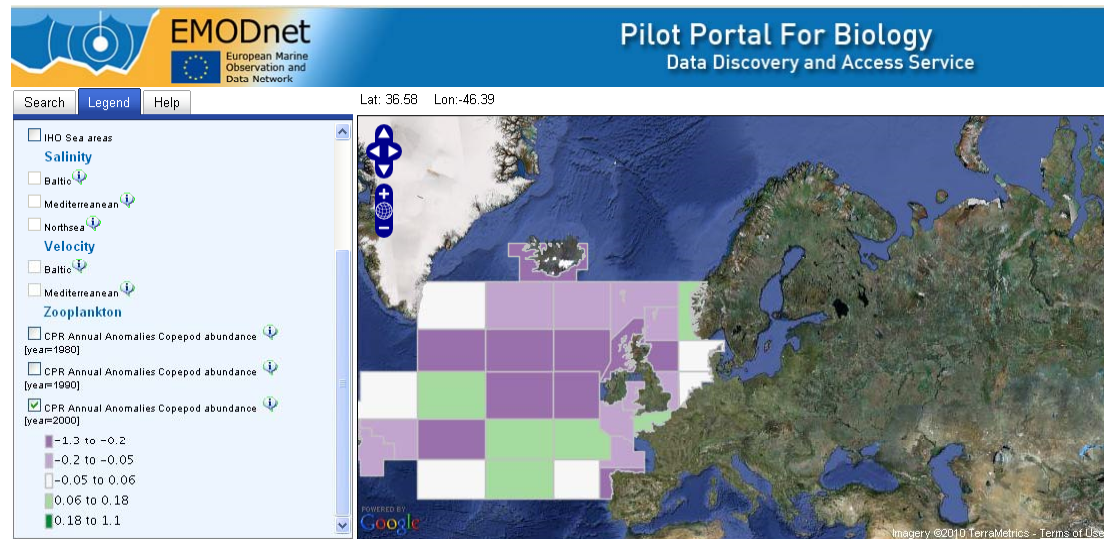 EMODnet
European Marine
Observation and
Data Network
Pilot Portal For Biology
Data Discovery and Access Service
Search Legend Help
Lat: 36.58 Lon:-46.39
IHO Sea areas
Salinity
Baltic
Mediterreanean
Northsea
Velocity
Baltic
Mediterreanean
Zooplankton
CPR Annual Anomalies Copepod abundance
[year=1980]
CPR Annual Anomalies Copepod abundance
[year=1990]
CPR Annual Anomalies Copepod abundance
[year=2000]
-1.3 to -0.2
-0.2 to -0.05
-0.05 to 0.06
0.06 to 0.18
0.18 to 1.1
POWERED BY
Google
Imagery ©2010 TerraMetrics - Terms of Use